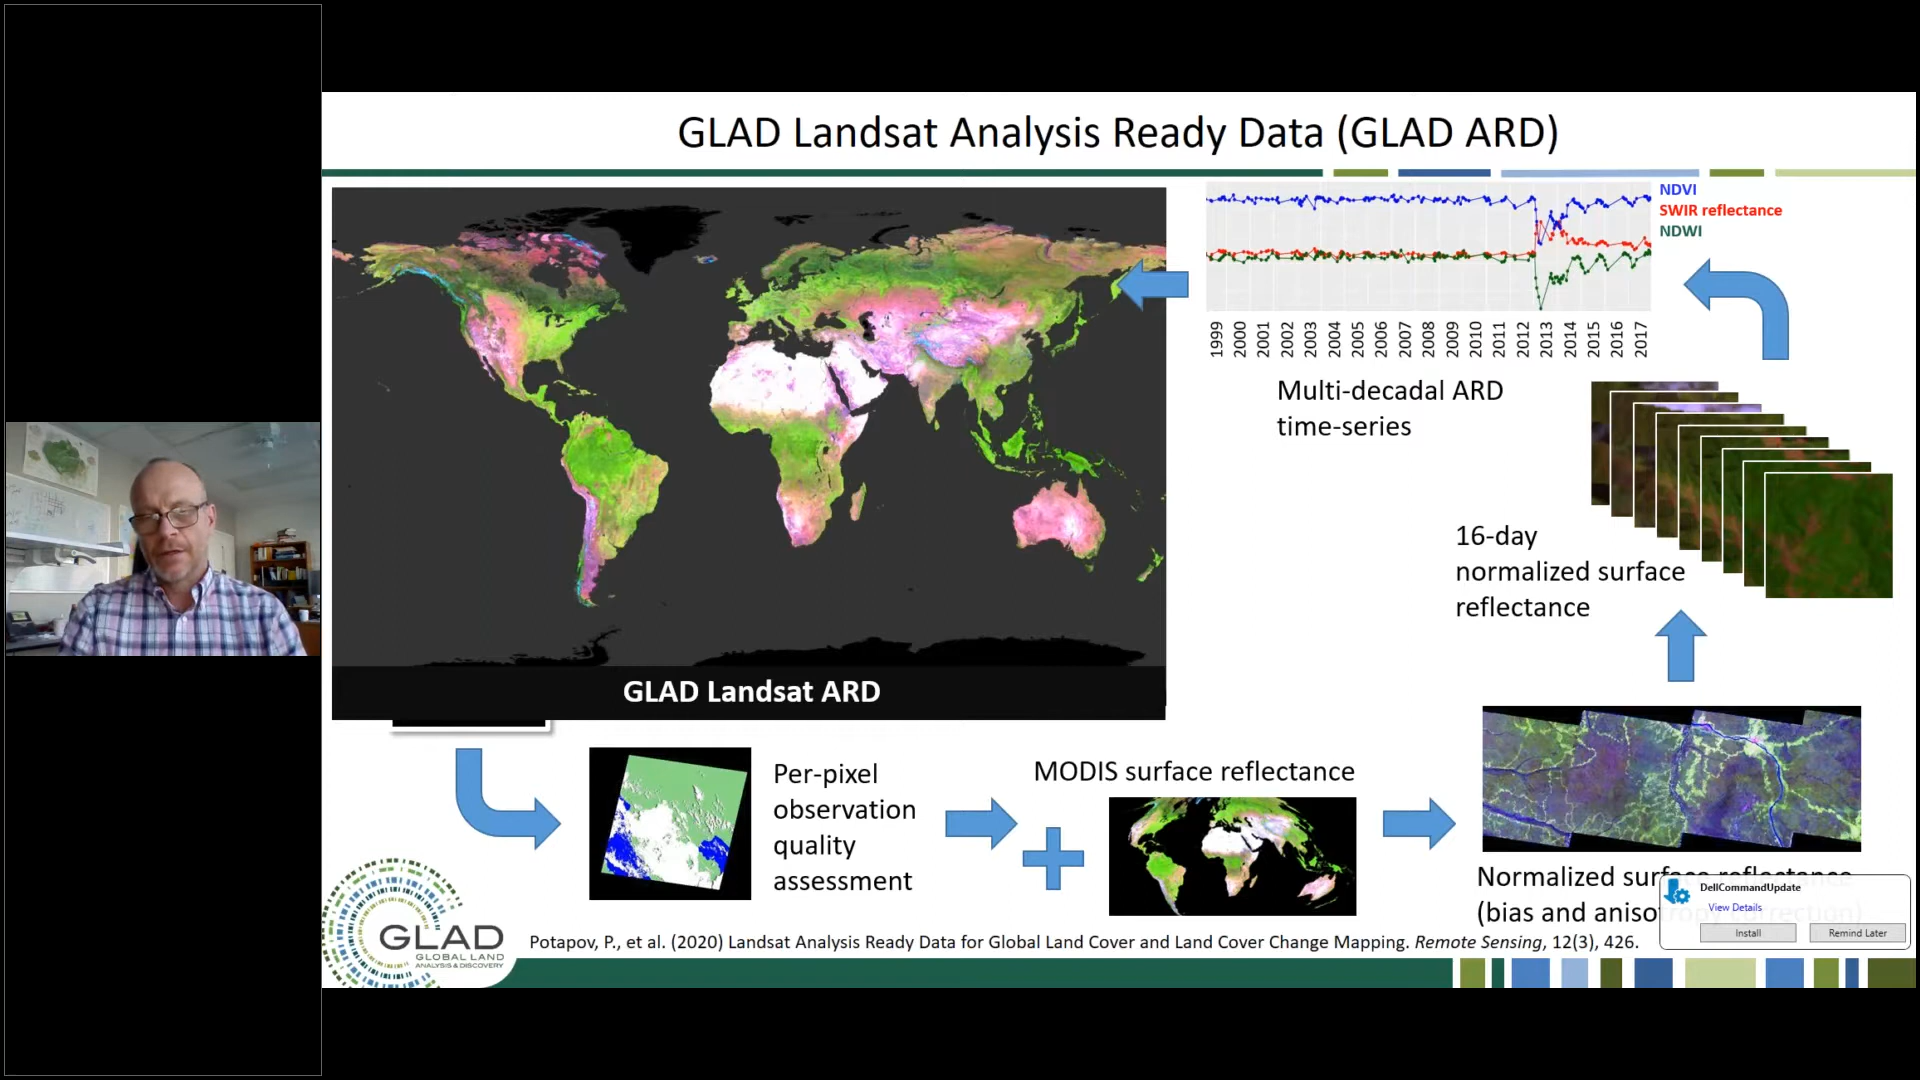 GLAD Landsat Analysis Ready Data (GLAD ARD)
NDVI
SWIR reflectance
NDWI
1999 2000 2001 2002 2003 2004 2005 2006 2007 2008 2009 2010 2011 2012 2013 2014 2015 2016 2017
Multi-decadal ARD
time-series
16-day
normalized surface
reflectance
GLAD Landsat ARD
Per-pixel
observation
quality
assessment
MODIS surface reflectance
Normalized surface reflectance
(bias and anisotropy correction)
DellCommandUpdate
View Details
Install
Remind Later
GLAD
GLOBAL LAND
ANALYSIS & DISCOVERY
Potapov, P., et al. (2020) Landsat Analysis Ready Data for Global Land Cover and Land Cover Change Mapping. Remote Sensing, 12(3), 426.